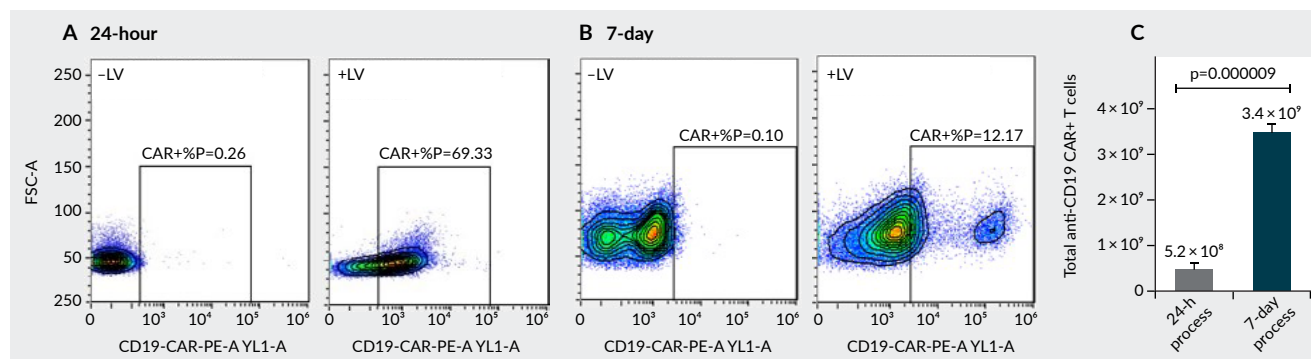 A 24-hour
B 7-day
C
FSC-A
250
200
150
100
50
250
–LV
CAR+%P=0.26
0 10³ 10⁴ 10⁵ 10⁶
CD19-CAR-PE-A YL1-A
+LV
CAR+%P=69.33
0 10³ 10⁴ 10⁵ 10⁶
CD19-CAR-PE-A YL1-A
–LV
CAR+%P=0.10
0 10³ 10⁴ 10⁵ 10⁶
CD19-CAR-PE-A YL1-A
+LV
CAR+%P=12.17
0 10³ 10⁴ 10⁵ 10⁶
CD19-CAR-PE-A YL1-A
Total anti-CD19 CAR+ T cells
p=0.000009
4×10⁹
3×10⁹
2×10⁹
1×10⁹
0
5.2×10⁸
3.4×10⁹
24-h
process
7-day
process